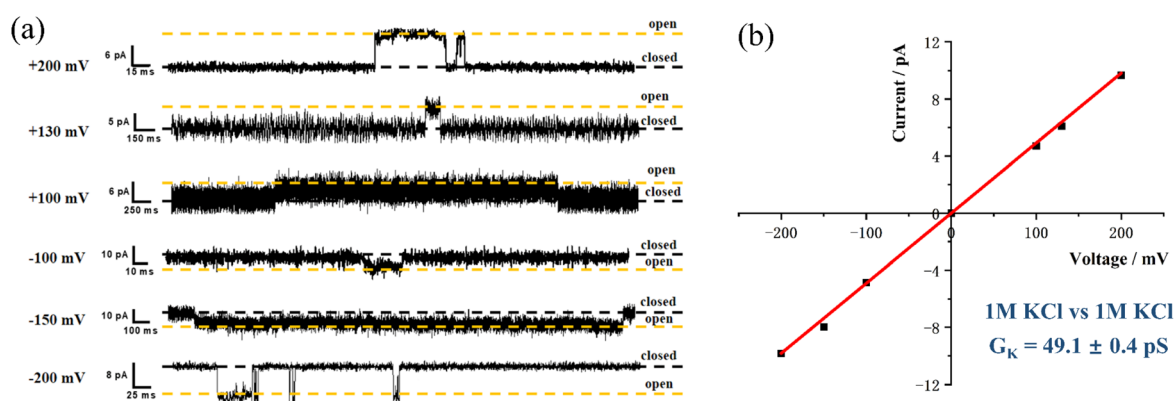 (a)
open
closed
+200 mV
6 pA
15 ms
open
closed
+130 mV
5 pA
150 ms
open
closed
+100 mV
6 pA
250 ms
closed
open
-100 mV
10 pA
10 ms
closed
open
-150 mV
10 pA
100 ms
closed
open
-200 mV
8 pA
25 ms
(b)
Current / pA
12
8
4
0
−4
−8
−12
−200
−100
0
100
200
Voltage / mV
1M KCl vs 1M KCl
GK = 49.1 ± 0.4 pS